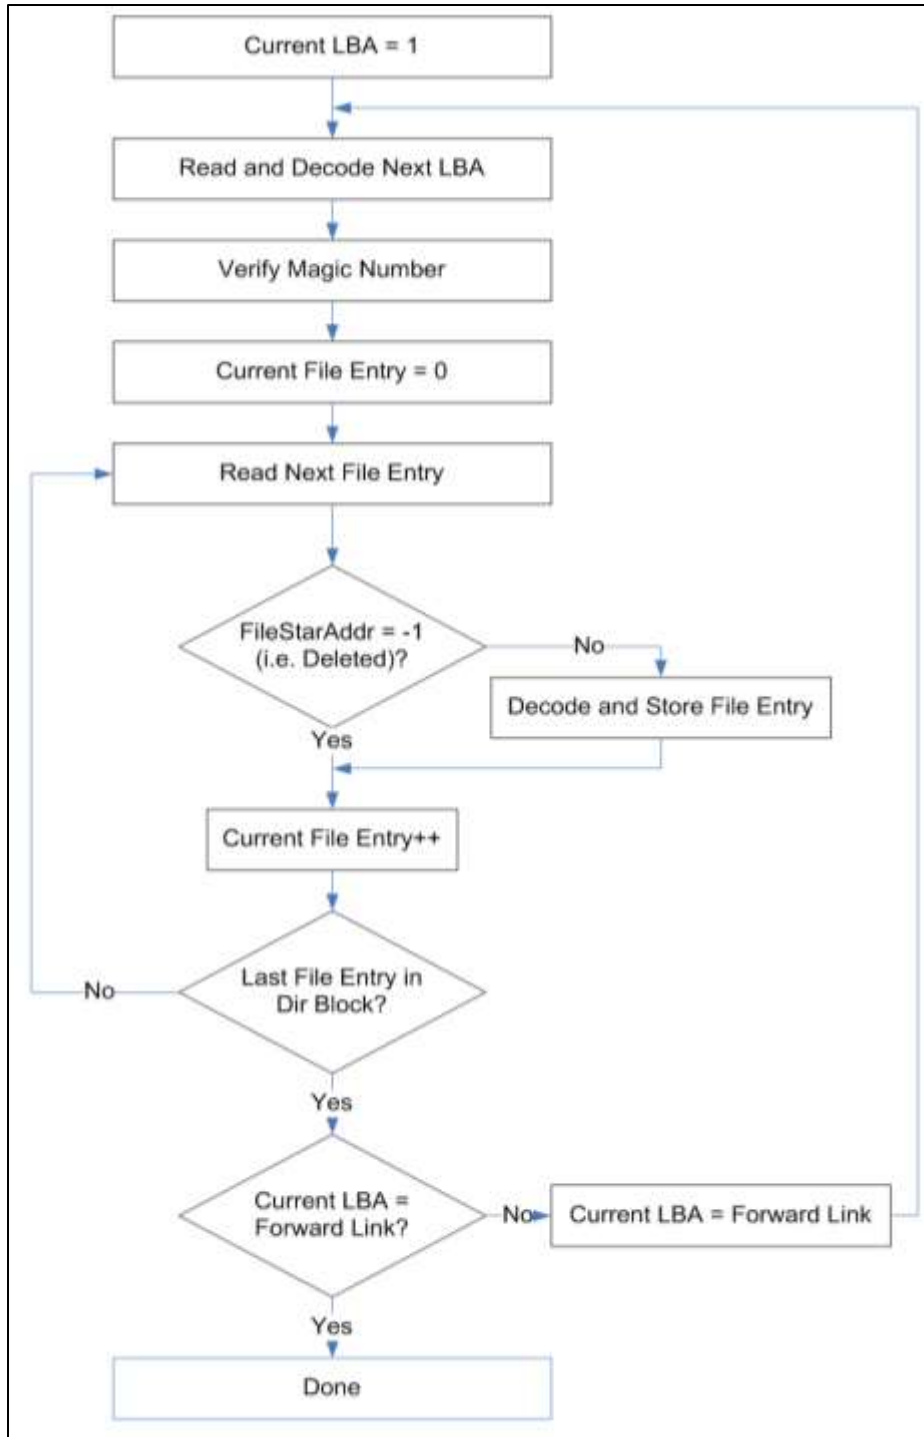 Current LBA = 1
Read and Decode Next LBA
Verify Magic Number
Current File Entry = 0
Read Next File Entry
FileStarAddr = -1
(i.e. Deleted)?
No
Decode and Store File Entry
Yes
Current File Entry++
Last File Entry in
Dir Block?
No
Yes
Current LBA =
Forward Link?
No
Current LBA = Forward Link
Yes
Done